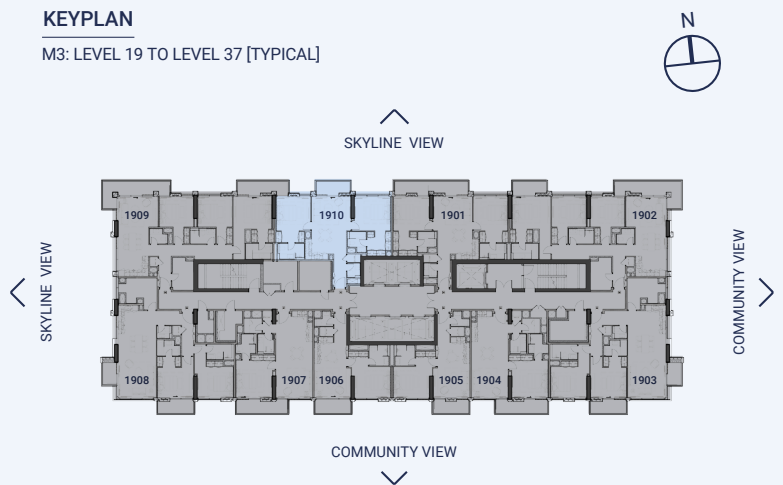 KEYPLAN
M3: LEVEL 19 TO LEVEL 37 [TYPICAL]
N
SKYLINE VIEW
1909
1910
1901
1902
SKYLINE VIEW
COMMUNITY VIEW
1908
1907
1906
1905
1904
1903
COMMUNITY VIEW